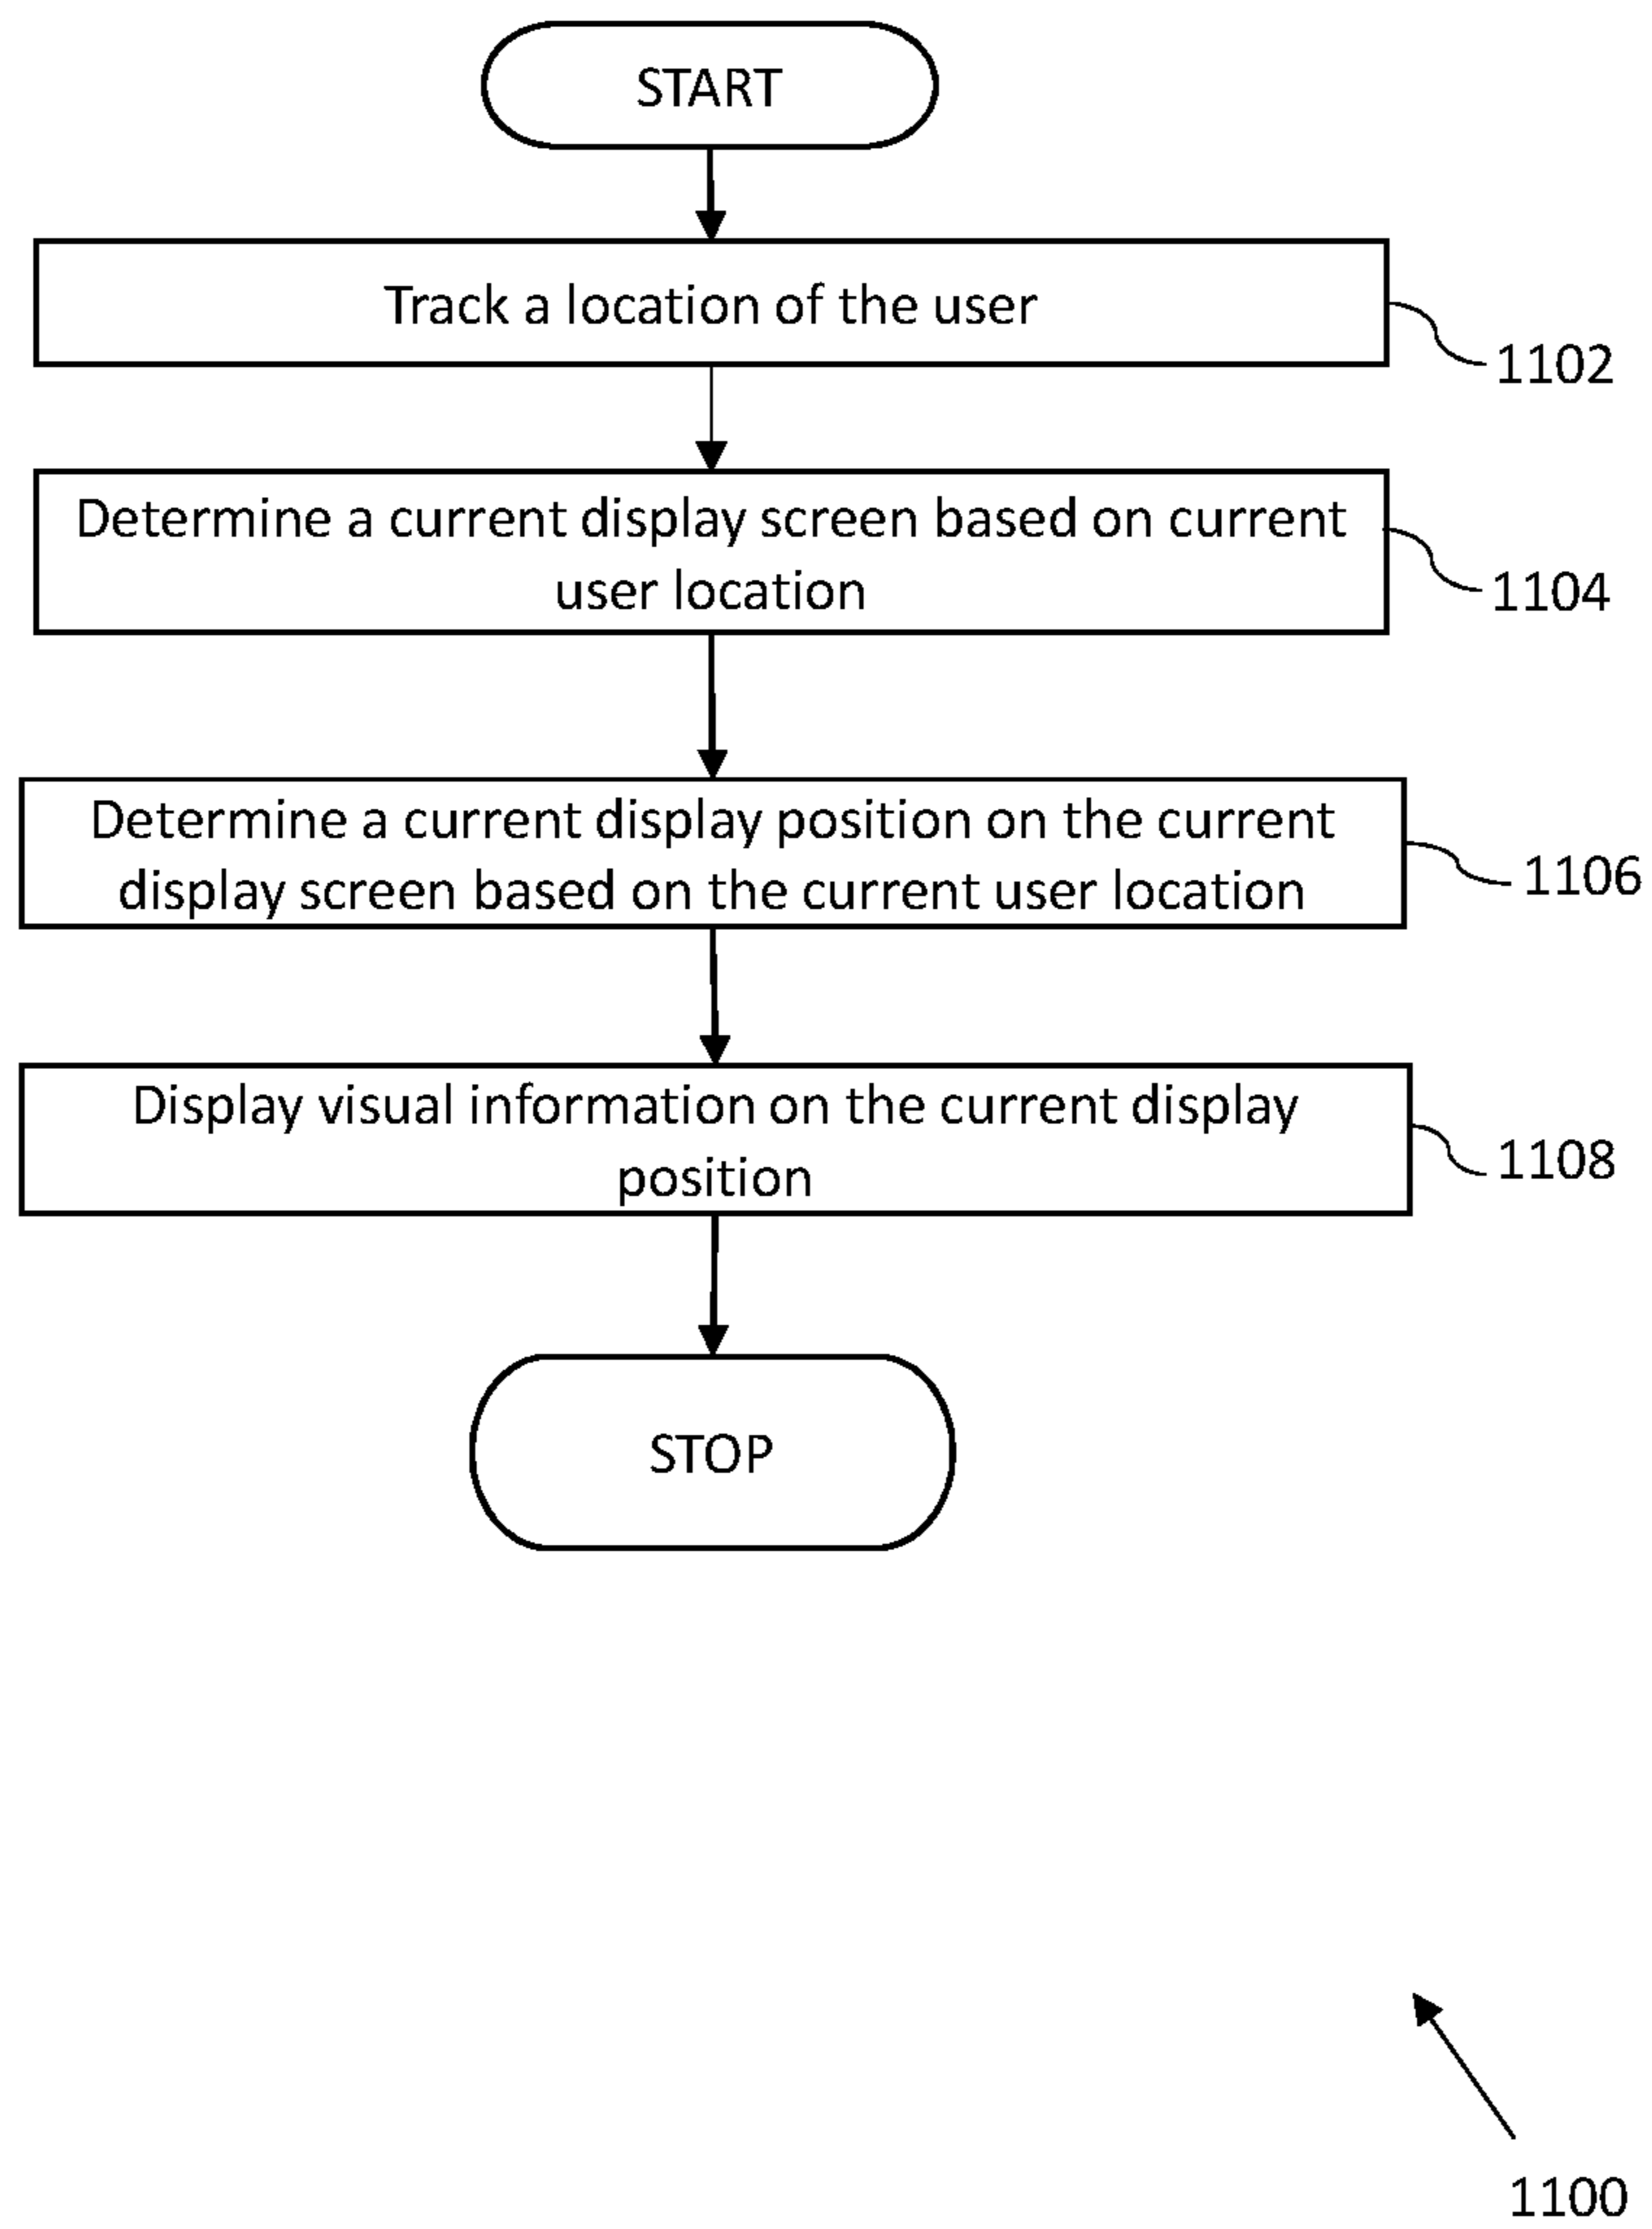 START
Track a location of the user
1102
Determine a current display screen based on current
user location
1104
Determine a current display position on the current
display screen based on the current user location
1106
Display visual information on the current display
position
1108
STOP
1100